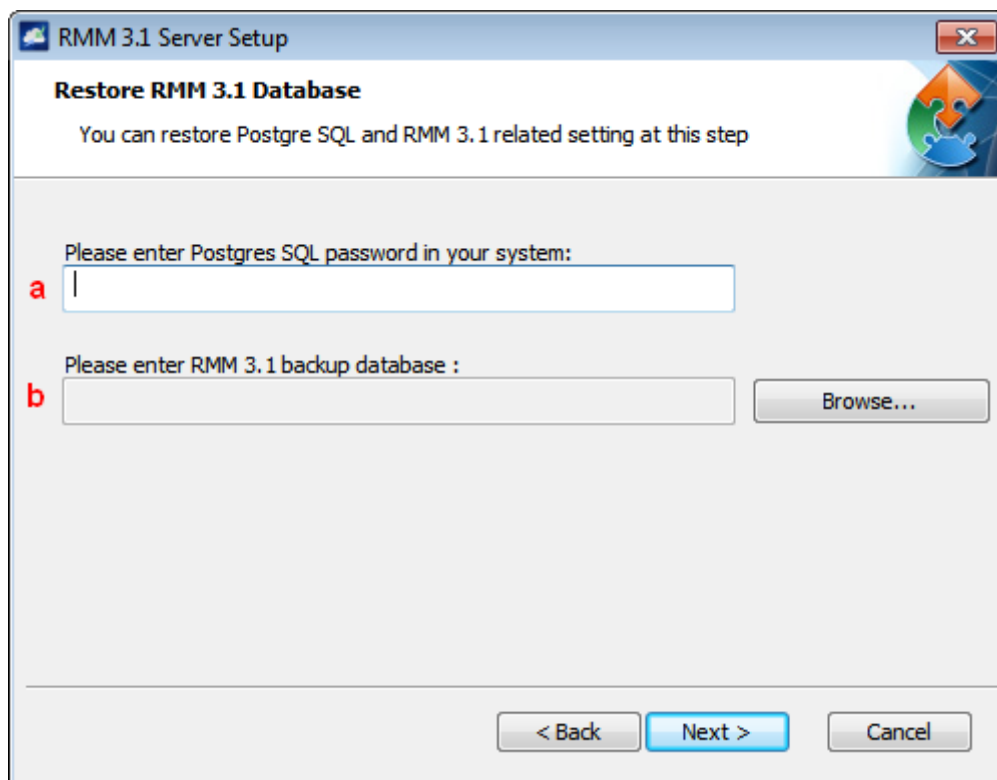 RMM 3.1 Server Setup
Restore RMM 3.1 Database
You can restore Postgre SQL and RMM 3.1 related setting at this step
Please enter Postgres SQL password in your system:
a
Please enter RMM 3.1 backup database :
b
Browse...
< Back
Next >
Cancel